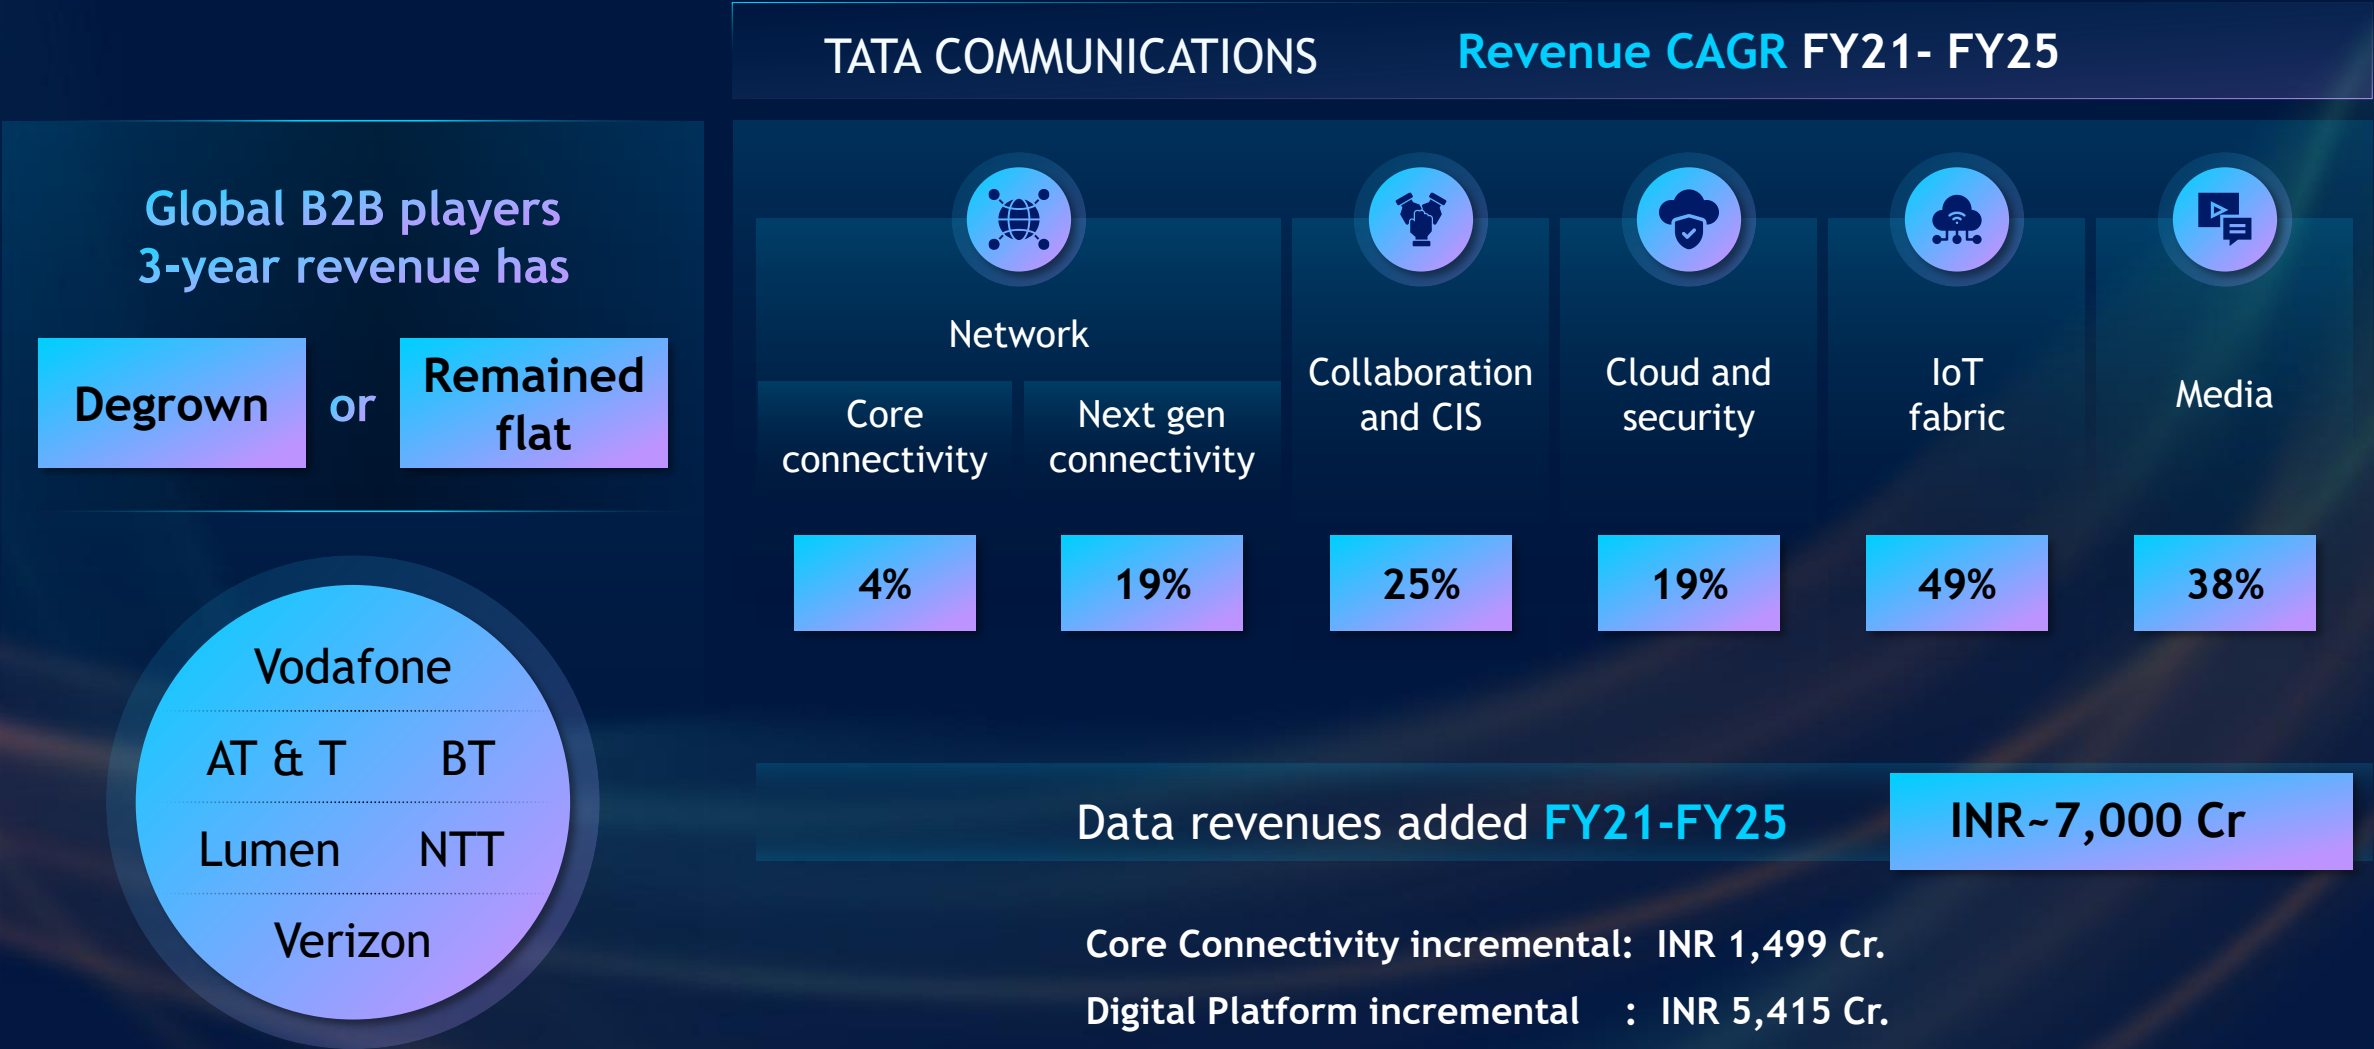 TATA COMMUNICATIONS Revenue CAGR FY21- FY25
Global B2B players
3-year revenue has
Degrown or Remained
flat
Vodafone
AT & T BT
Lumen NTT
Verizon
Network
Core
connectivity
Next gen
connectivity
Collaboration
and CIS
Cloud and
security
IoT
fabric
Media
4% 19% 25% 19% 49% 38%
Data revenues added FY21-FY25 INR~7,000 Cr
Core Connectivity incremental: INR 1,499 Cr.
Digital Platform incremental : INR 5,415 Cr.